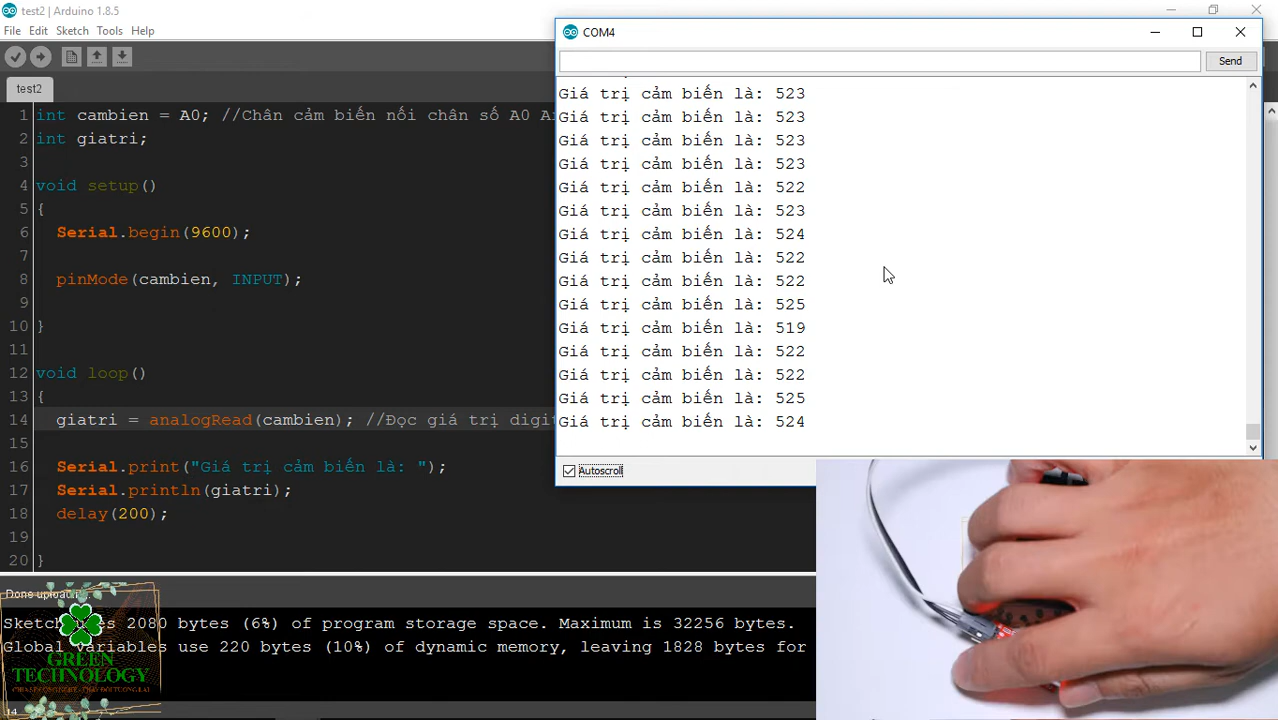 test2 | Arduino 1.8.5
File Edit Sketch Tools Help
test2
1 int cambien = A0; //Chân cảm biến nối chân số A0
2 int giatri;
3
4 void setup()
5 {
6 Serial.begin(9600);
7
8 pinMode(cambien, INPUT);
9
10 }
11
12 void loop()
13 {
14 giatri = analogRead(cambien); //Đọc giá trị
15
16 Serial.print("Giá trị cảm biến là: ");
17 Serial.println(giatri);
18 delay(200);
19
20 }
COM4
Send
Giá trị cảm biến là: 523
Giá trị cảm biến là: 523
Giá trị cảm biến là: 523
Giá trị cảm biến là: 523
Giá trị cảm biến là: 522
Giá trị cảm biến là: 523
Giá trị cảm biến là: 524
Giá trị cảm biến là: 522
Giá trị cảm biến là: 522
Giá trị cảm biến là: 525
Giá trị cảm biến là: 519
Giá trị cảm biến là: 522
Giá trị cảm biến là: 522
Giá trị cảm biến là: 525
Giá trị cảm biến là: 524
Autoscroll
Done
2080 bytes (6%) of program storage space. Maximum is 32256 bytes.
Global variables use 220 bytes (10%) of dynamic memory, leaving 1828 bytes for
GREEN
TECHNOLOGY
14